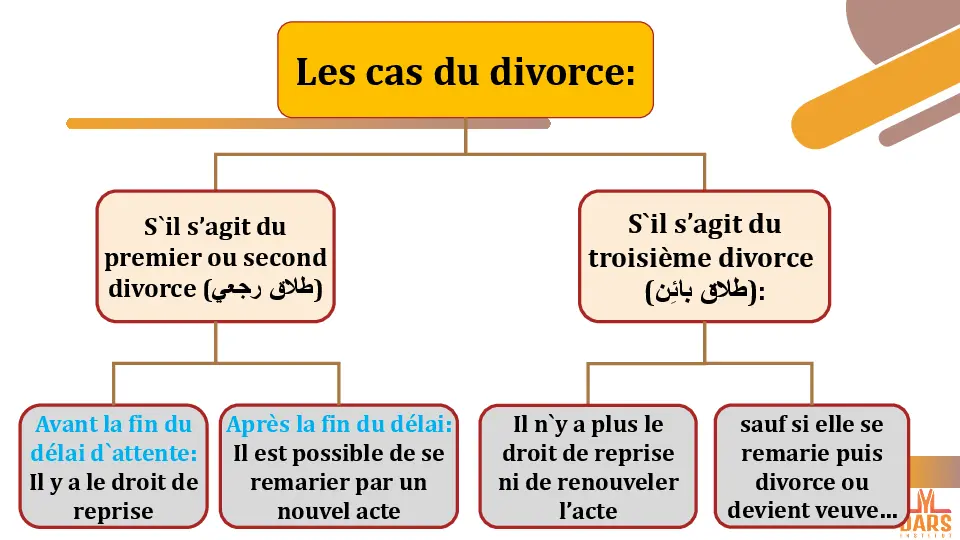 Les cas du divorce:
S`il s’agit du
premier ou second
divorce (طلاق رجعي)
S`il s’agit du
troisième divorce
(طلاق بائِن):
Avant la fin du
délai d`attente:
Il y a le droit de
reprise
Après la fin du délai:
Il est possible de se
remarier par un
nouvel acte
Il n`y a plus le
droit de reprise
ni de renouveler
l’acte
sauf si elle se
remarie puis
divorce ou
devient veuve...
DARS
INSTITUT